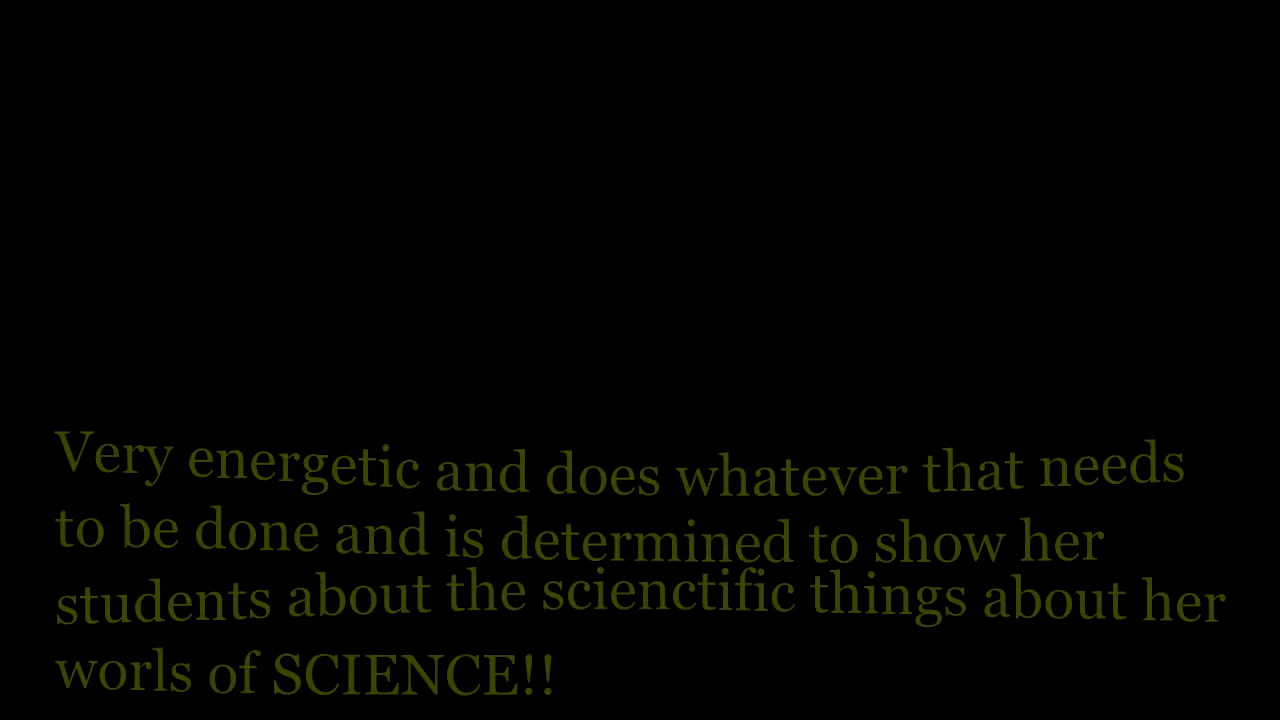 Very energetic and does whatever that needs
to be done and is determined to show her
students about the scienctific things about her
worls of SCIENCE!!